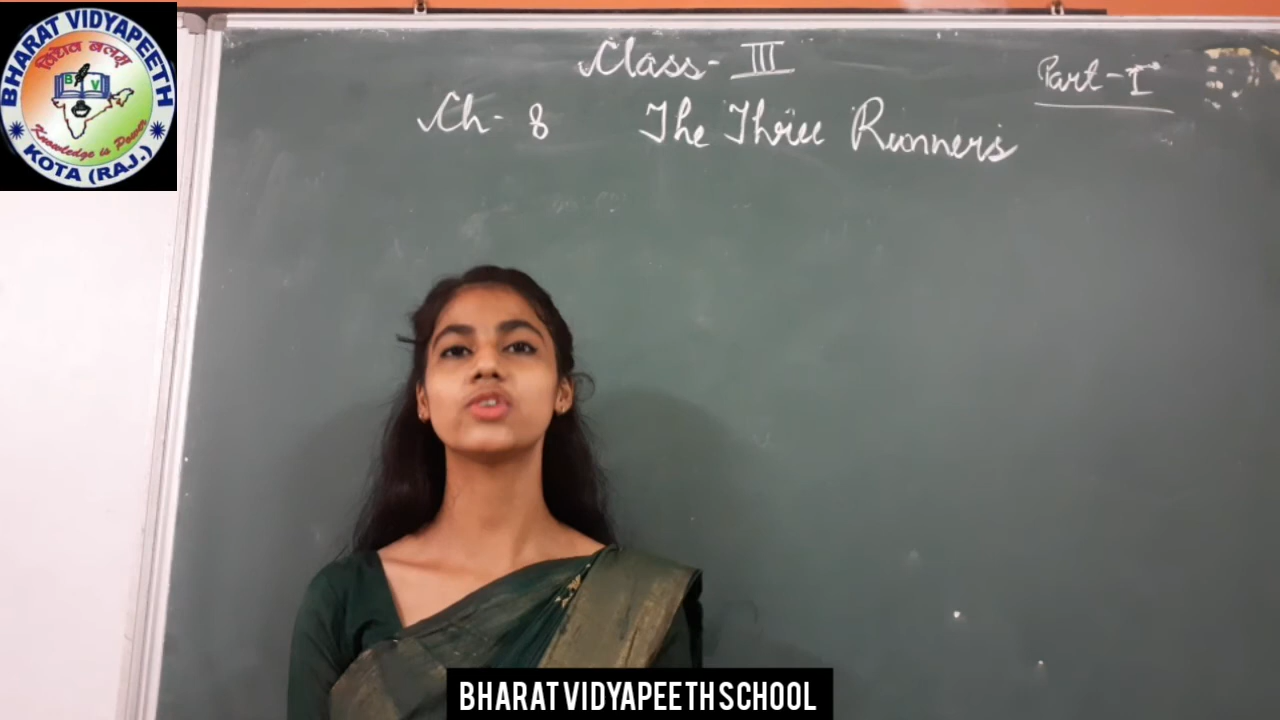 BHARAT VIDYAPEETH
B V
Knowledge is Power
KOTA (RAJ.)
Class- III
Part-I
Ch- 8 The Three Runners
BHARAT VIDYAPEETH SCHOOL